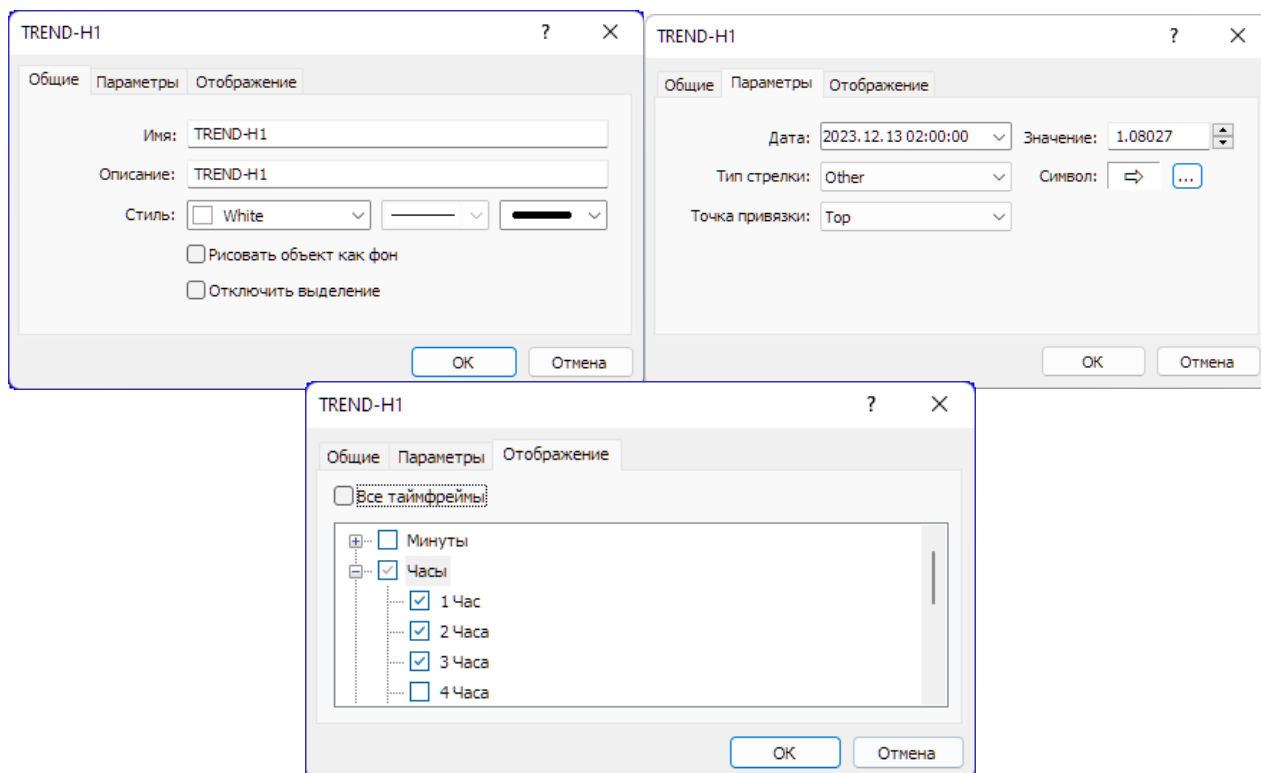 TREND-H1 ?
Общие Параметры Отображение
Имя: TREND-H1
Описание: TREND-H1
Стиль: White
Рисовать объект как фон
Отключить выделение
OK Отмена
TREND-H1 ?
Общие Параметры Отображение
Дата: 2023.12.13 02:00:00 Значение: 1.08027
Тип стрелки: Other Символ: ⇨ ...
Точка привязки: Top
OK Отмена
TREND-H1 ?
Общие Параметры Отображение
Все таймфреймы
Минуты
Часы
1 Час
2 Часа
3 Часа
4 Часа
OK Отмена